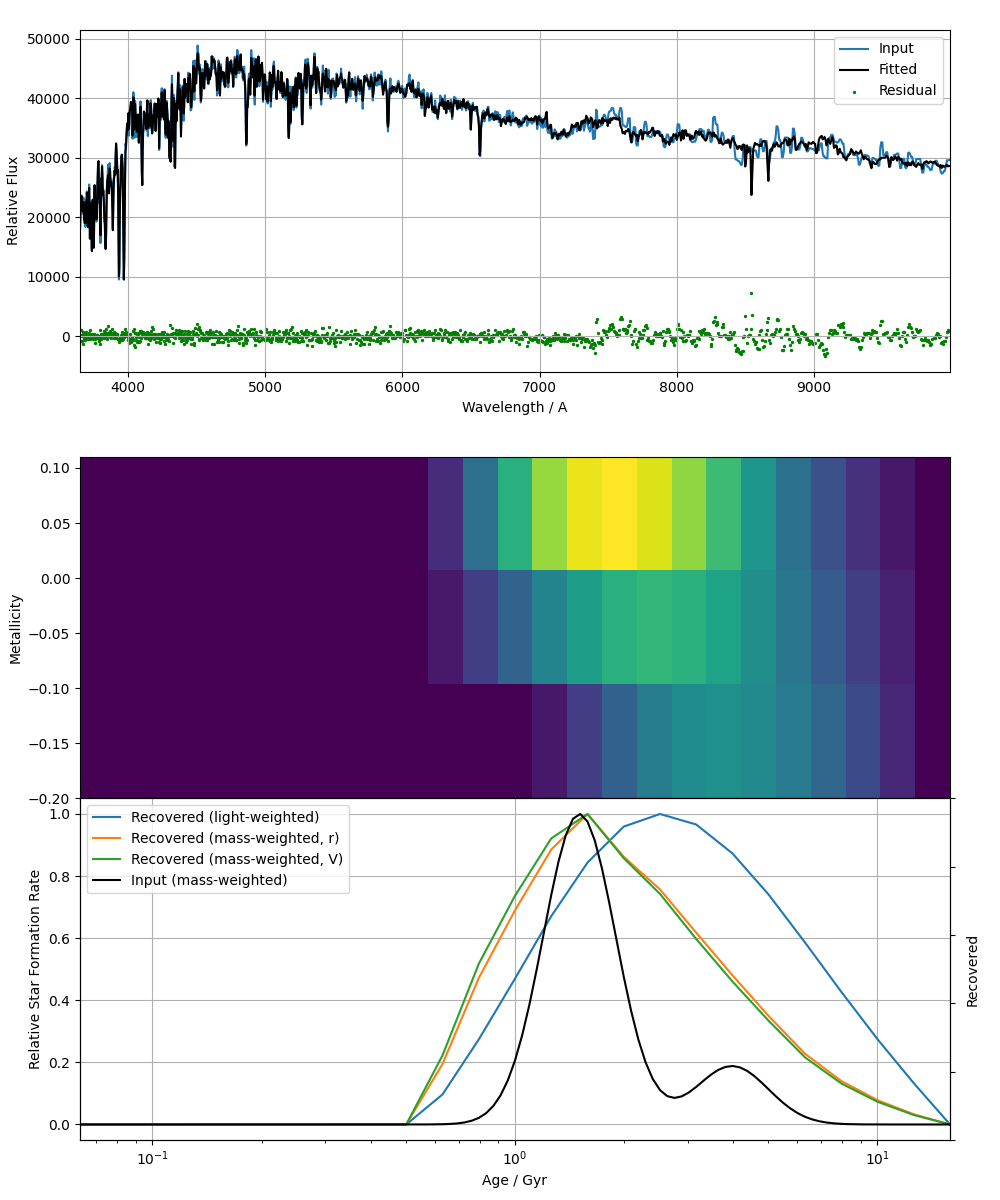 50000
40000
30000
20000
10000
0
Relative Flux
Input
Fitted
Residual
4000
5000
6000
7000
8000
9000
Wavelength / A
0.10
0.05
0.00
−0.05
−0.10
−0.15
−0.20
Metallicity
1.0
0.8
0.6
0.4
0.2
0.0
Relative Star Formation Rate
Recovered (light-weighted)
Recovered (mass-weighted, r)
Recovered (mass-weighted, V)
Input (mass-weighted)
Recovered
10⁻¹
10⁰
10¹
Age / Gyr